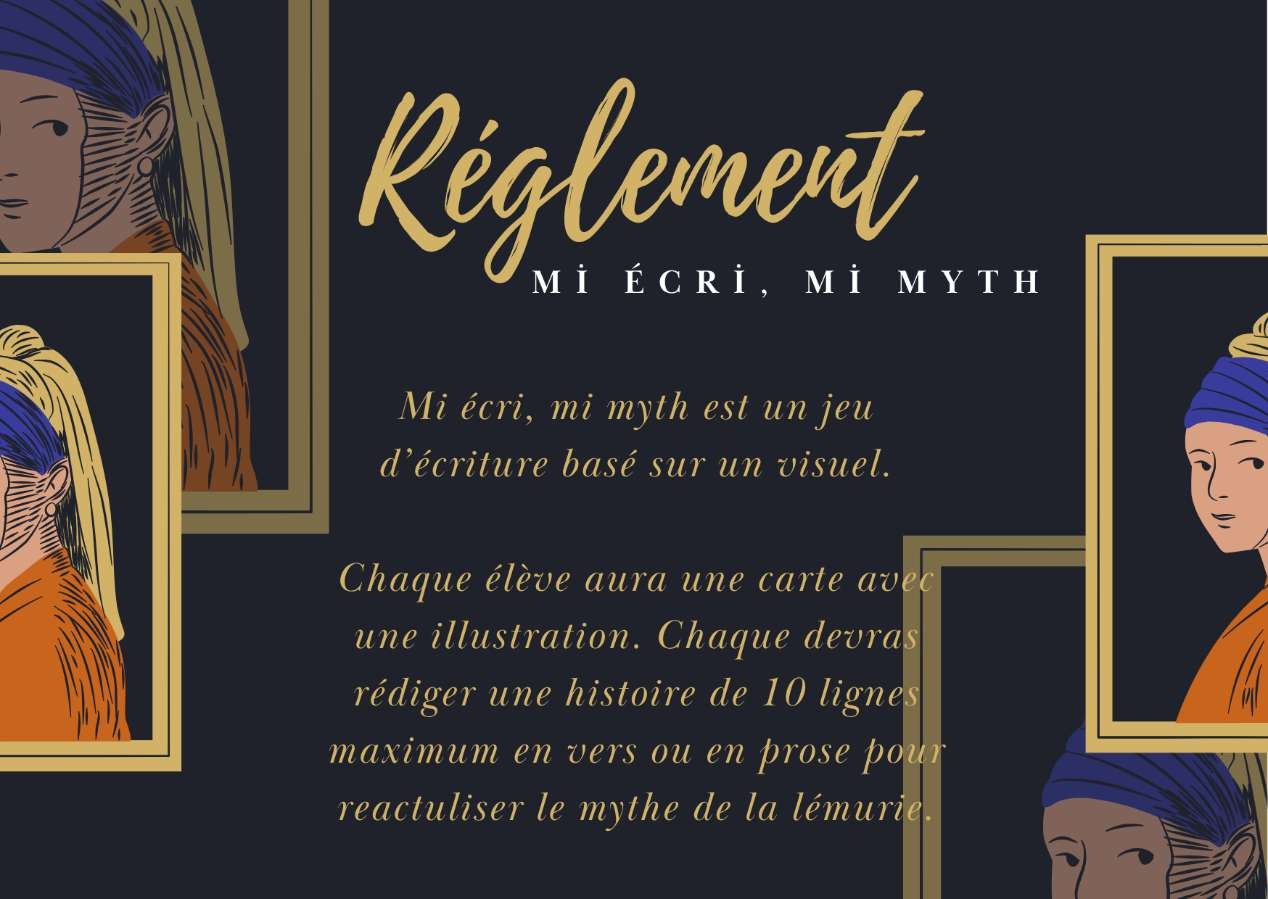 Réglement
MI ÉCRI, MI MYTH
Mi écri, mi myth est un jeu
d’écriture basé sur un visuel.
Chaque élève aura une carte avec
une illustration. Chaque devras
rédiger une histoire de 10 lignes
maximum en vers ou en prose pour
reactuliser le mythe de la lémurie.